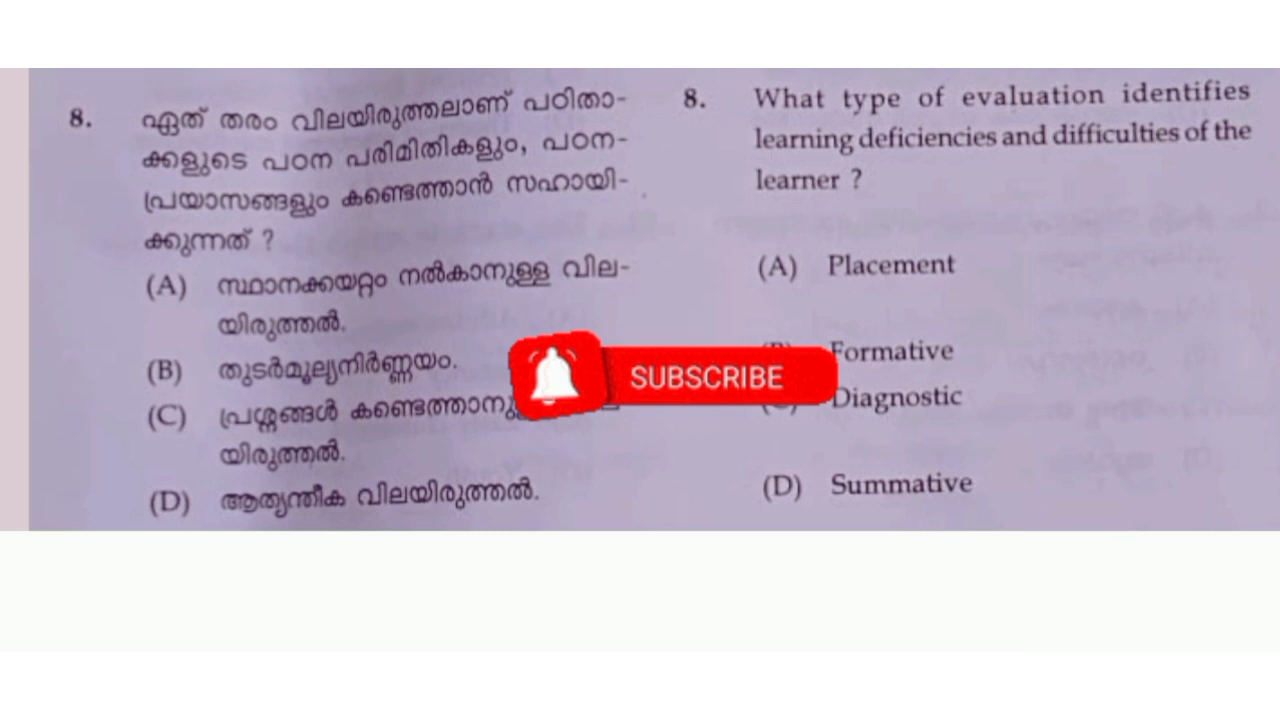 8.
ഏത് തരം വിലയിരുത്തലാണ് പഠിതാ-
ക്കളുടെ പഠന പരിമിതികളും, പഠന-
പ്രയാസങ്ങളും കണ്ടെത്താൻ സഹായി-
ക്കുന്നത് ?
(A) സ്ഥാനക്കയറ്റം നൽകാനുള്ള വില-
യിരുത്തൽ.
(B) തുടർമൂല്യനിർണ്ണയം.
(C) പ്രശ്നങ്ങൾ
യിരുത്തൽ.
(D) ആത്യന്തീക വിലയിരുത്തൽ.
8.
What type of evaluation identifies
learning deficiencies and difficulties of the
learner ?
(A) Placement
Formative
Diagnostic
(D) Summative
SUBSCRIBE